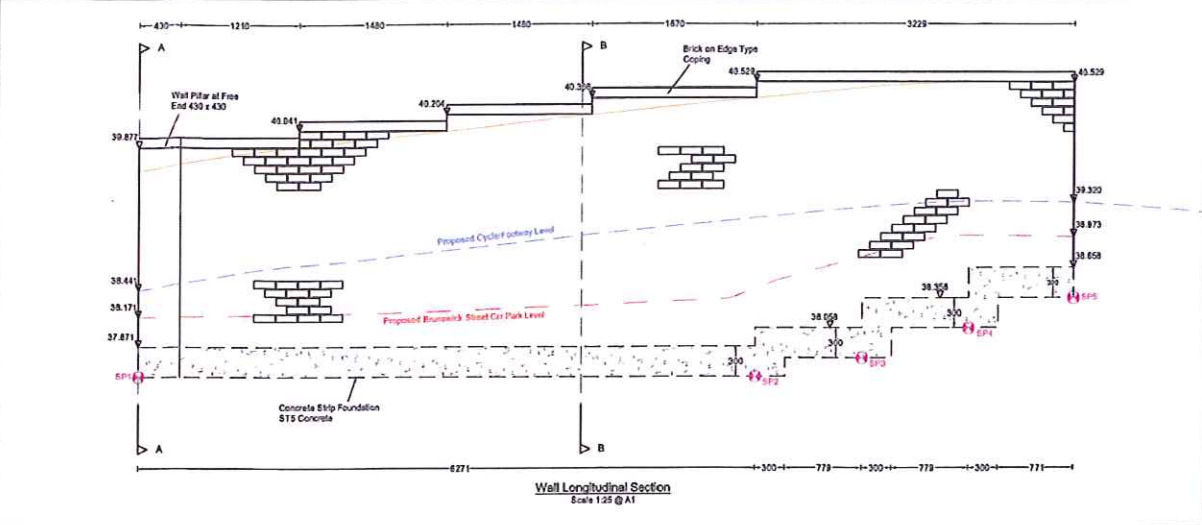 430 1210 1480 1480 1670 3229
A
B
Brick on Edge Type
Coping
40.529
40.529
Wall Pillar at Free
End 430 x 430
40.204
40.041
39.877
39.320
Proposed Cycle/Footway Level
38.973
38.658
38.441
38.358
300
38.171
Proposed Brunswick Street Car Park Level
38.058
300
SP5
37.871
300
SP4
300
SP3
SP1
SP2
Concrete Strip Foundation
ST5 Concrete
A
B
6271 300 779 300 779 300 771
Wall Longitudinal Section
Scale 1:25 @ A1